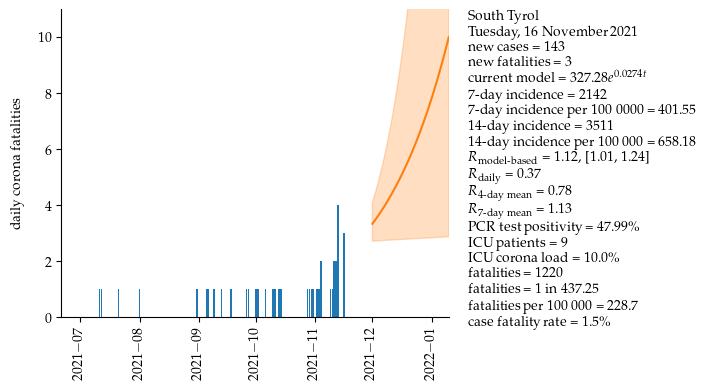 South Tyrol
Tuesday, 16 November 2021
new cases = 143
new fatalities = 3
current model = 327.28e^0.0274t
7-day incidence = 2142
7-day incidence per 100 0000 = 401.55
14-day incidence = 3511
14-day incidence per 100 000 = 658.18
R_model-based = 1.12, [1.01, 1.24]
R_daily = 0.37
R_4-day mean = 0.78
R_7-day mean = 1.13
PCR test positivity = 47.99%
ICU patients = 9
ICU corona load = 10.0%
fatalities = 1220
fatalities = 1 in 437.25
fatalities per 100 000 = 228.7
case fatality rate = 1.5%
daily corona fatalities
10
8
6
4
2
0
2021−07
2021−08
2021−09
2021−10
2021−11
2021−12
2022−01